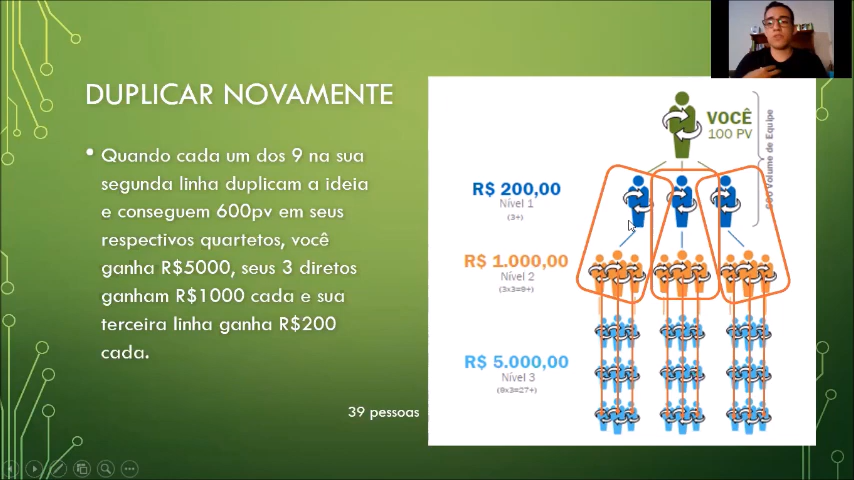 DUPLICAR NOVAMENTE
• Quando cada um dos 9 na sua
segunda linha duplicam a ideia
e conseguem 600pv em seus
respectivos quartetos, você
ganha R$5000, seus 3 diretos
ganham R$1000 cada e sua
terceira linha ganha R$200
cada.
39 pessoas
VOCÊ
100 PV
600 Volume de Equipe
R$ 200,00
Nível 1
(3+)
R$ 1.000,00
Nível 2
(3x3=9+)
R$ 5.000,00
Nível 3
(9x3=27+)